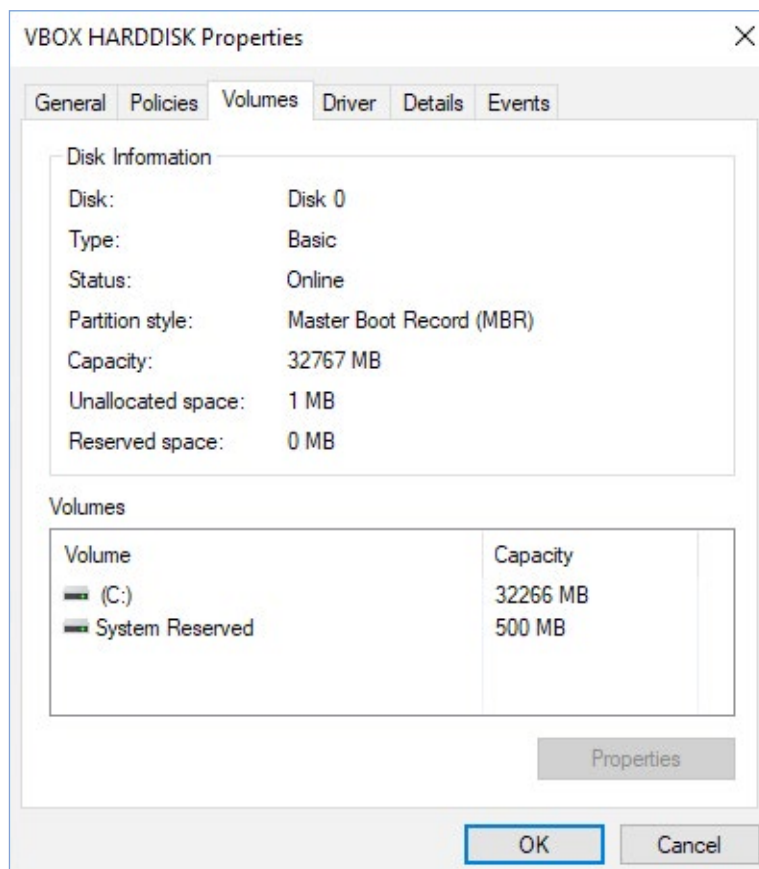 VBOX HARDDISK Properties
General Policies Volumes Driver Details Events
Disk Information
Disk: Disk 0
Type: Basic
Status: Online
Partition style: Master Boot Record (MBR)
Capacity: 32767 MB
Unallocated space: 1 MB
Reserved space: 0 MB
Volumes
Volume Capacity
(C:) 32266 MB
System Reserved 500 MB
Properties
OK Cancel